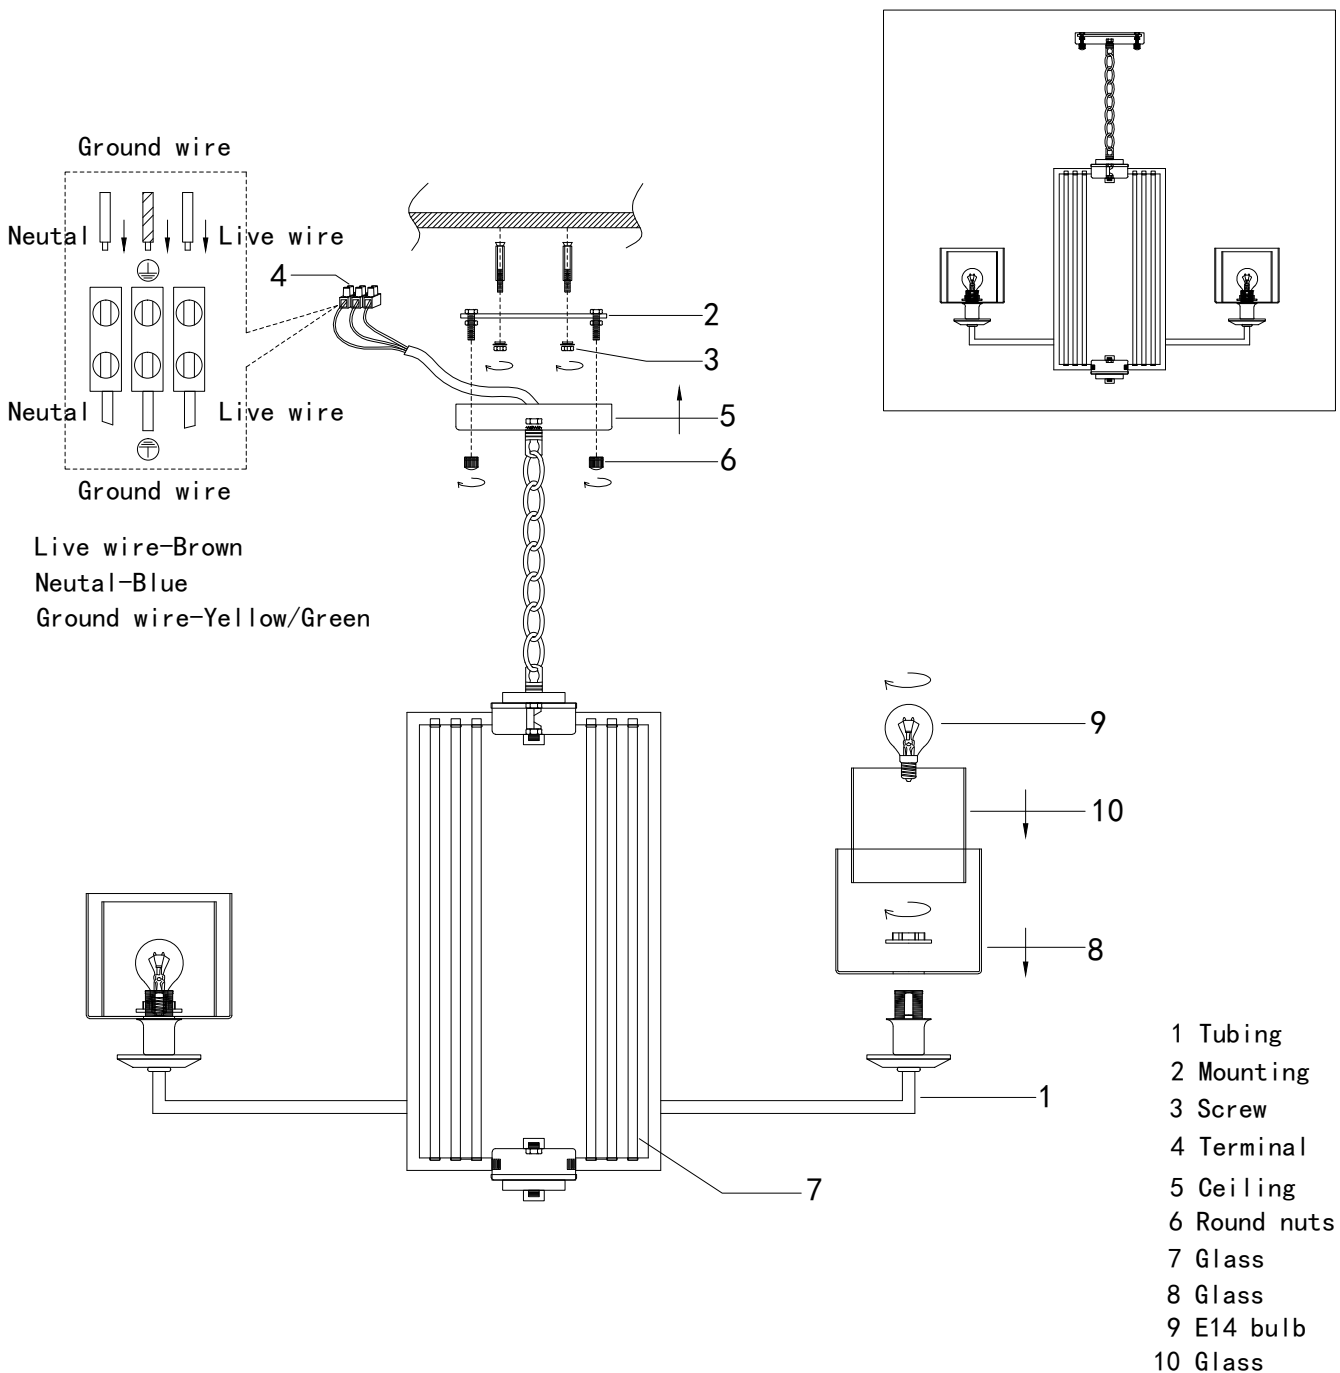 Ground wire
Neutal
Live wire
4
2
3
5
6
Neutal
Live wire
Ground wire
Live wire-Brown
Neutal-Blue
Ground wire-Yellow/Green
9
10
8
1
7
1 Tubing
2 Mounting
3 Screw
4 Terminal
5 Ceiling
6 Round nuts
7 Glass
8 Glass
9 E14 bulb
10 Glass